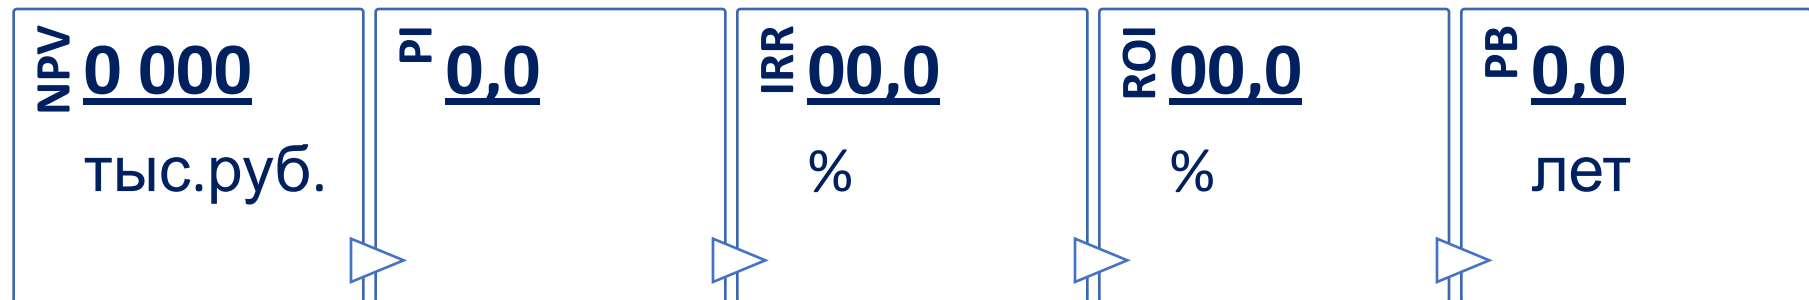 NPV 0 000
тыс.руб.
PI 0,0
IRR 00,0
%
ROI 00,0
%
PB 0,0
лет